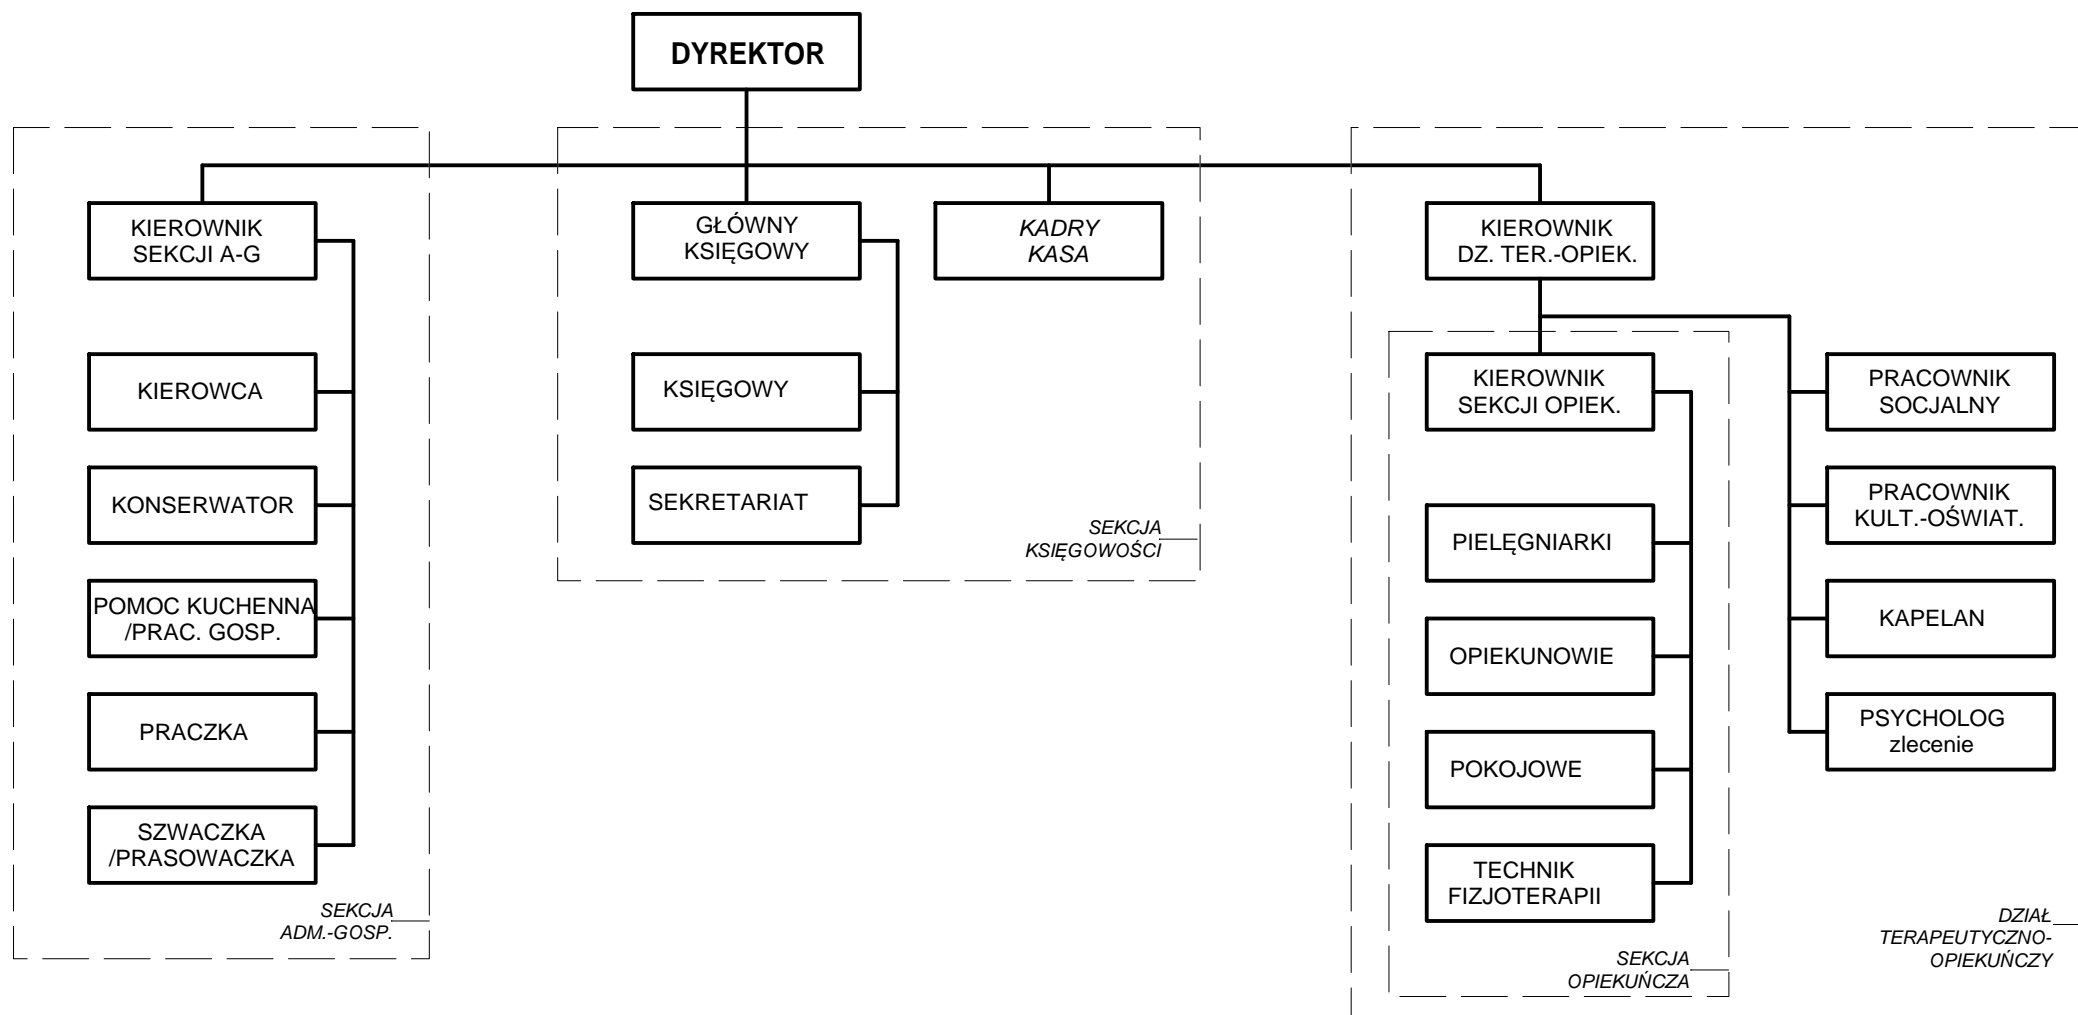 DYREKTOR
KIEROWNIK
SEKCJI A-G
KIEROWCA
KONSERWATOR
POMOC KUCHENNA
/PRAC. GOSP.
PRACZKA
SZWACZKA
/PRASOWACZKA
SEKCJA
ADM.-GOSP.
GŁÓWNY
KSIĘGOWY
KADRY
KASA
KSIĘGOWY
SEKRETARIAT
SEKCJA
KSIĘGOWOŚCI
KIEROWNIK
DZ. TER.-OPIEK.
KIEROWNIK
SEKCJI OPIEK.
PIELĘGNIARKI
OPIEKUNOWIE
POKOJOWE
TECHNIK
FIZJOTERAPII
SEKCJA
OPIEKUŃCZA
PRACOWNIK
SOCJALNY
PRACOWNIK
KULT.-OŚWIAT.
KAPELAN
PSYCHOLOG
zlecenie
DZIAŁ
TERAPEUTYCZNO-
OPIEKUŃCZY